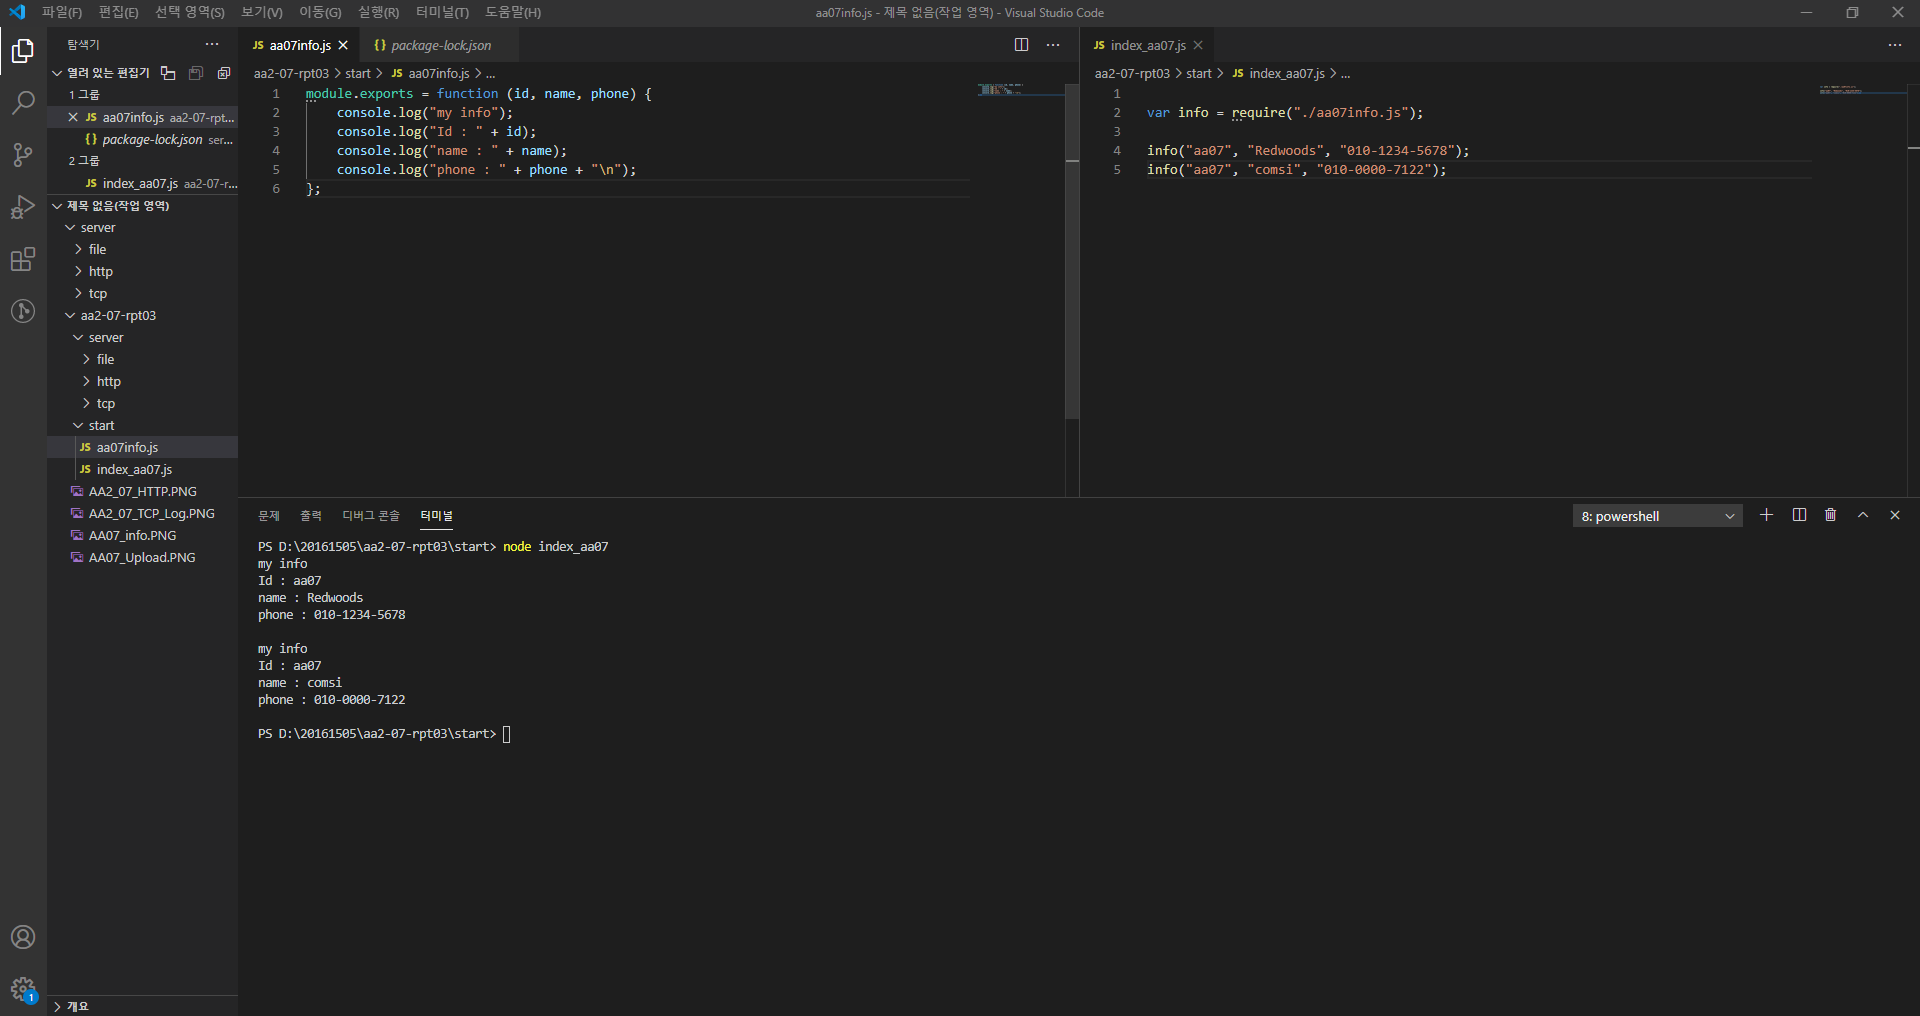 파일(F) 편집(E) 선택 영역(S) 보기(V) 이동(G) 실행(R) 터미널(T) 도움말(H)
aa07info.js - 제목 없음(작업 영역) - Visual Studio Code
탐색기
열려 있는 편집기
1 그룹
JS aa07info.js aa2-07-rpt...
{} package-lock.json ser...
2 그룹
JS index_aa07.js aa2-07-r...
제목 없음(작업 영역)
server
file
http
tcp
aa2-07-rpt03
server
file
http
tcp
start
JS aa07info.js
JS index_aa07.js
AA2_07_HTTP.PNG
AA2_07_TCP_Log.PNG
AA07_info.PNG
AA07_Upload.PNG
개요
1
JS aa07info.js
{} package-lock.json
aa2-07-rpt03 > start > JS aa07info.js > ...
1 module.exports = function (id, name, phone) {
2 console.log("my info");
3 console.log("Id : " + id);
4 console.log("name : " + name);
5 console.log("phone : " + phone + "\n");
6 };
JS index_aa07.js
aa2-07-rpt03 > start > JS index_aa07.js > ...
1
2 var info = require("./aa07info.js");
3
4 info("aa07", "Redwoods", "010-1234-5678");
5 info("aa07", "comsi", "010-0000-7122");
문제 출력 디버그 콘솔 터미널
8: powershell
PS D:\20161505\aa2-07-rpt03\start> node index_aa07
my info
Id : aa07
name : Redwoods
phone : 010-1234-5678
my info
Id : aa07
name : comsi
phone : 010-0000-7122
PS D:\20161505\aa2-07-rpt03\start>